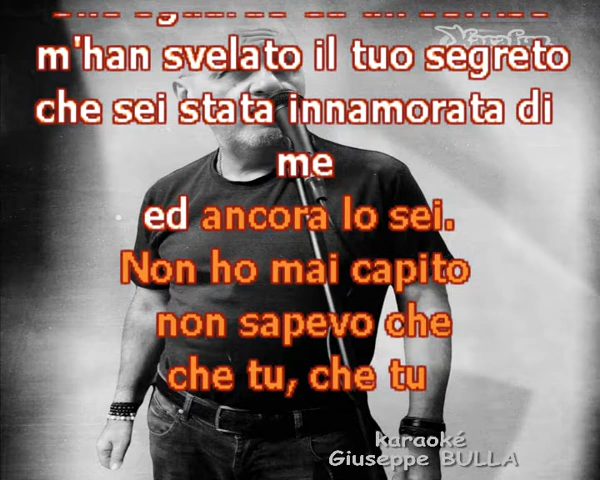 m'han svelato il tuo segreto
che sei stata innamorata di
me
ed ancora lo sei.
Non ho mai capito
non sapevo che
che tu, che tu
karaoké
Giuseppe BULLA